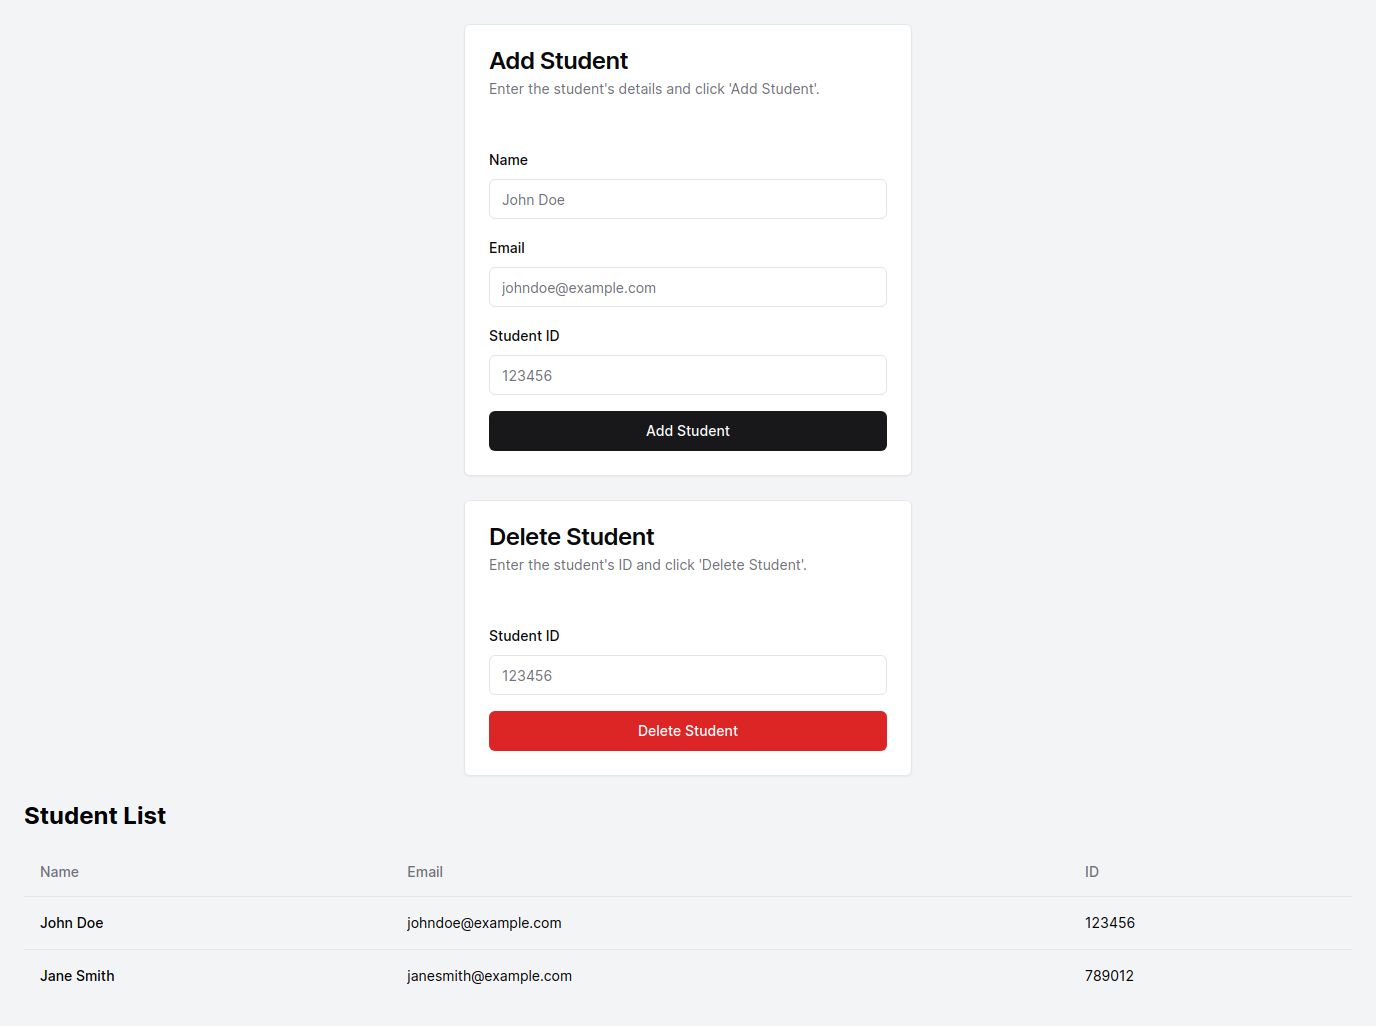 Add Student
Enter the student's details and click 'Add Student'.
Name
John Doe
Email
johndoe@example.com
Student ID
123456
Add Student
Delete Student
Enter the student's ID and click 'Delete Student'.
Student ID
123456
Delete Student
Student List
Name Email ID
John Doe johndoe@example.com 123456
Jane Smith janesmith@example.com 789012